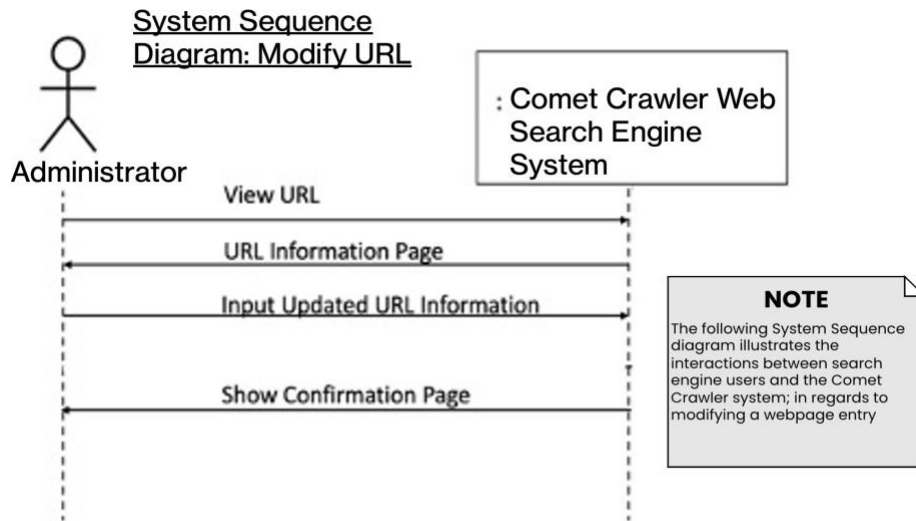 System Sequence
Diagram: Modify URL
: Comet Crawler Web
Search Engine
System
Administrator
View URL
URL Information Page
Input Updated URL Information
Show Confirmation Page
NOTE
The following System Sequence
diagram illustrates the
interactions between search
engine users and the Comet
Crawler system; in regards to
modifying a webpage entry